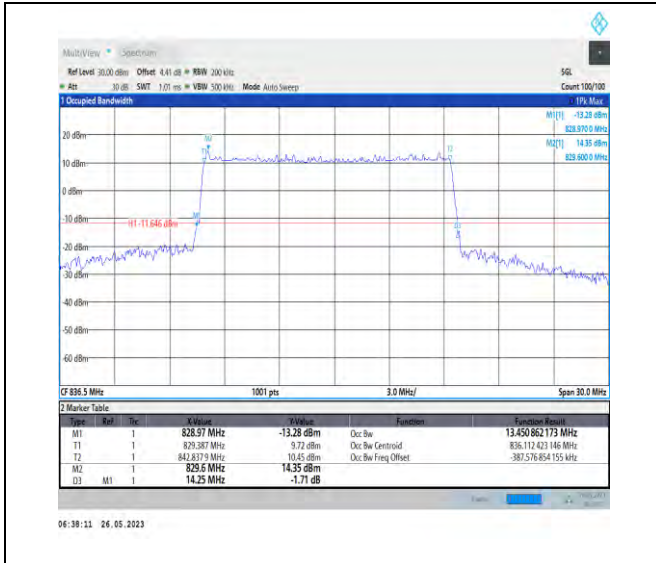 MultiView Spectrum
Ref Level 30.00 dBm Offset 4.41 dB RBW 200 kHz SGL
Att 30 dB SWT 1.01 ms VBW 500 kHz Mode Auto Sweep Count 100/100
1 Occupied Bandwidth 1Pk Max
M1[1] -13.28 dBm
828.970 0 MHz
M2[1] 14.35 dBm
829.600 0 MHz
20 dBm
M2
T1
T2
10 dBm
0 dBm
-10 dBm
M1
H1 -11.646 dBm
D3
-20 dBm
-30 dBm
-40 dBm
-50 dBm
-60 dBm
CF 836.5 MHz 1001 pts 3.0 MHz/ Span 30.0 MHz
2 Marker Table
Type Ref Trc X-Value Y-Value Function Function Result
M1 1 828.97 MHz -13.28 dBm Occ Bw 13.450 862 173 MHz
T1 1 829.387 MHz 9.72 dBm Occ Bw Centroid 836.112 423 146 MHz
T2 1 842.8379 MHz 10.45 dBm Occ Bw Freq Offset -387.576 854 155 kHz
M2 1 829.6 MHz 14.35 dBm
D3 M1 1 14.25 MHz -1.71 dB
06:38:11 26.05.2023